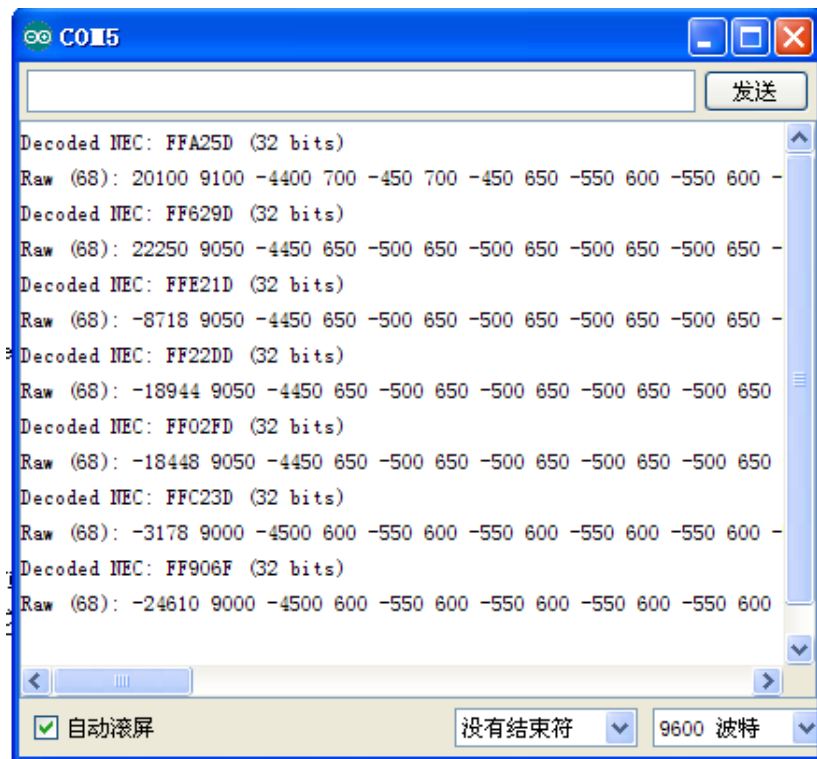 COM5
发送
Decoded NEC: FFA25D (32 bits)
Raw (68): 20100 9100 -4400 700 -450 700 -450 650 -550 600 -550 600 -
Decoded NEC: FF629D (32 bits)
Raw (68): 22250 9050 -4450 650 -500 650 -500 650 -500 650 -500 650 -
Decoded NEC: FFE21D (32 bits)
Raw (68): -8718 9050 -4450 650 -500 650 -500 650 -500 650 -500 650 -
Decoded NEC: FF22DD (32 bits)
Raw (68): -18944 9050 -4450 650 -500 650 -500 650 -500 650 -500 650
Decoded NEC: FF02FD (32 bits)
Raw (68): -18448 9050 -4450 650 -500 650 -500 650 -500 650 -500 650
Decoded NEC: FFC23D (32 bits)
Raw (68): -3178 9000 -4500 600 -550 600 -550 600 -550 600 -550 600 -
Decoded NEC: FF906F (32 bits)
Raw (68): -24610 9000 -4500 600 -550 600 -550 600 -550 600 -550 600
自动滚屏 没有结束符 9600 波特